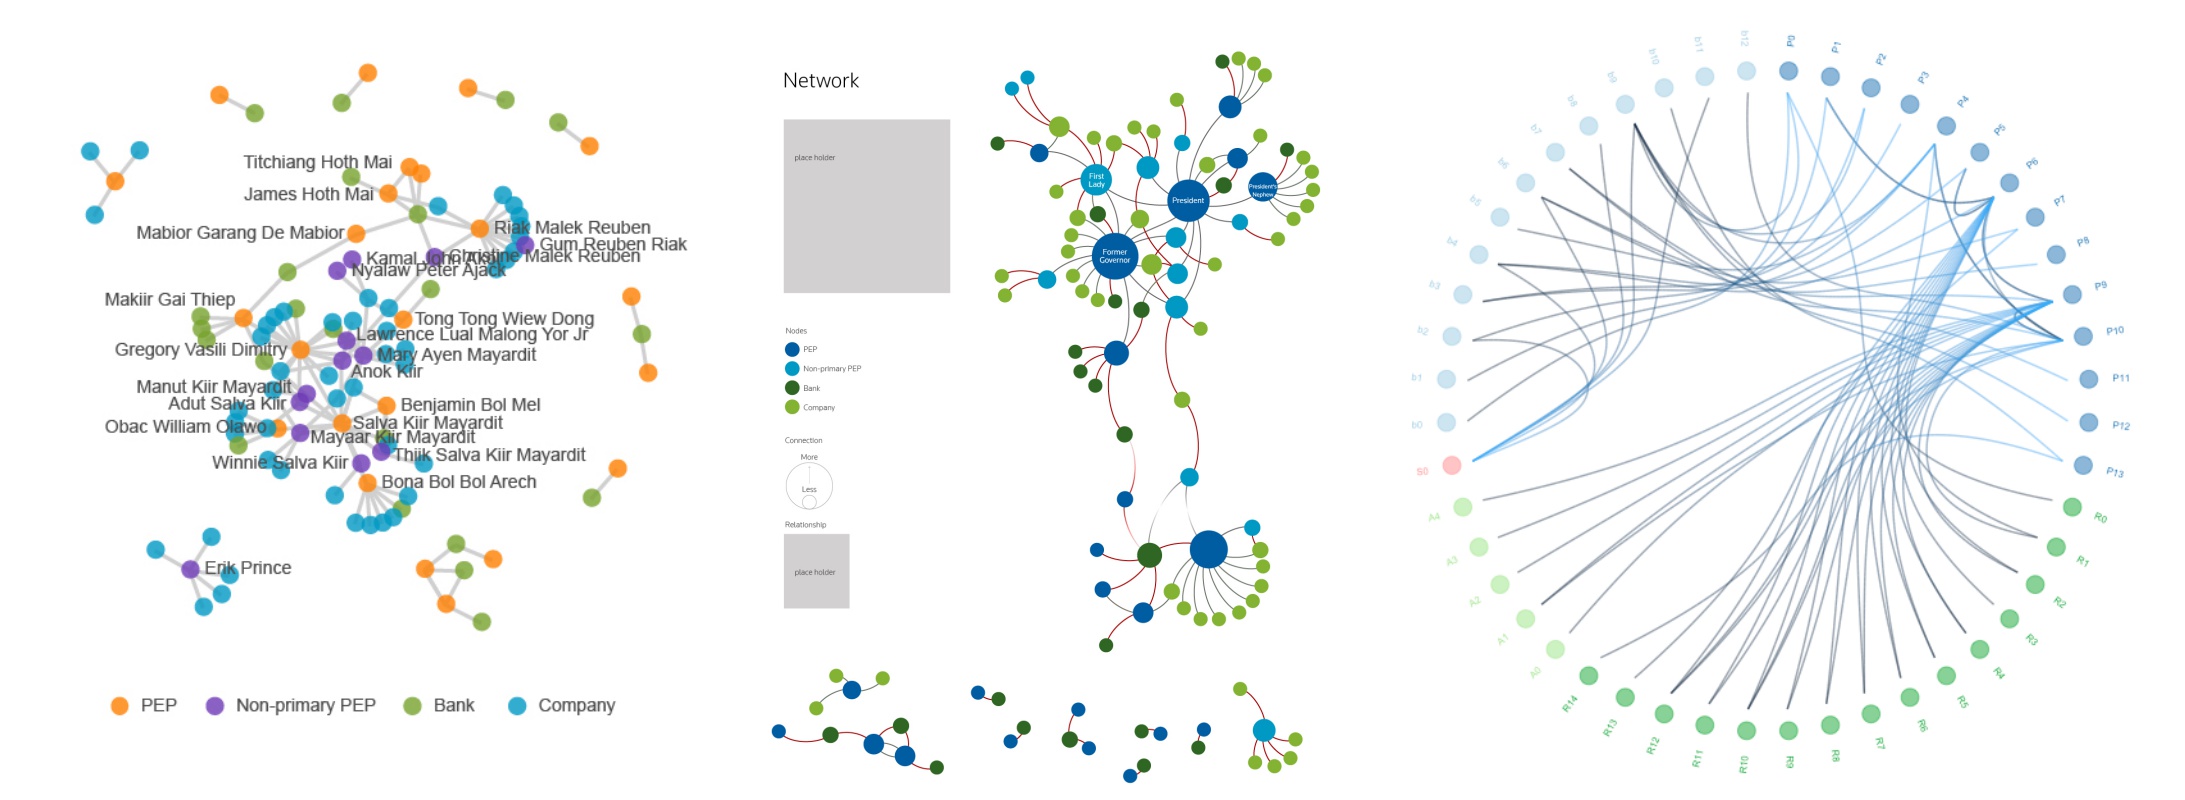 Titchiang Hoth Mai
James Hoth Mai
Mabior Garang De Mabior
Riak Malek Reuben
Gum Reuben Riak
Kamal John Akol
Christine Malek Reuben
Nyalaw Peter Ajack
Makiir Gai Thiep
Tong Tong Wiew Dong
Lawrence Lual Malong Yor Jr
Gregory Vasili Dimitry
Mary Ayen Mayardit
Anok Kiir
Manut Kiir Mayardit
Adut Salva Kiir
Benjamin Bol Mel
Obac William Olawo
Salva Kiir Mayardit
Mayaar Kiir Mayardit
Winnie Salva Kiir
Thiik Salva Kiir Mayardit
Bona Bol Bol Arech
Erik Prince
PEP
Non-primary PEP
Bank
Company
Network
place holder
Nodes
PEP
Non-primary PEP
Bank
Company
Connection
More
Less
Relationship
place holder
First
Lady
President
President's
Nephew
Former
Governor
P0
P1
P2
P3
P4
P5
P6
P7
P8
P9
P10
P11
P12
P13
R0
R1
R2
R3
R4
R5
R6
R7
R8
R9
R10
R11
R12
R13
R14
A0
A1
A2
A3
A4
S0
b0
b1
b2
b3
b4
b5
b6
b7
b8
b9
b10
b11
b12